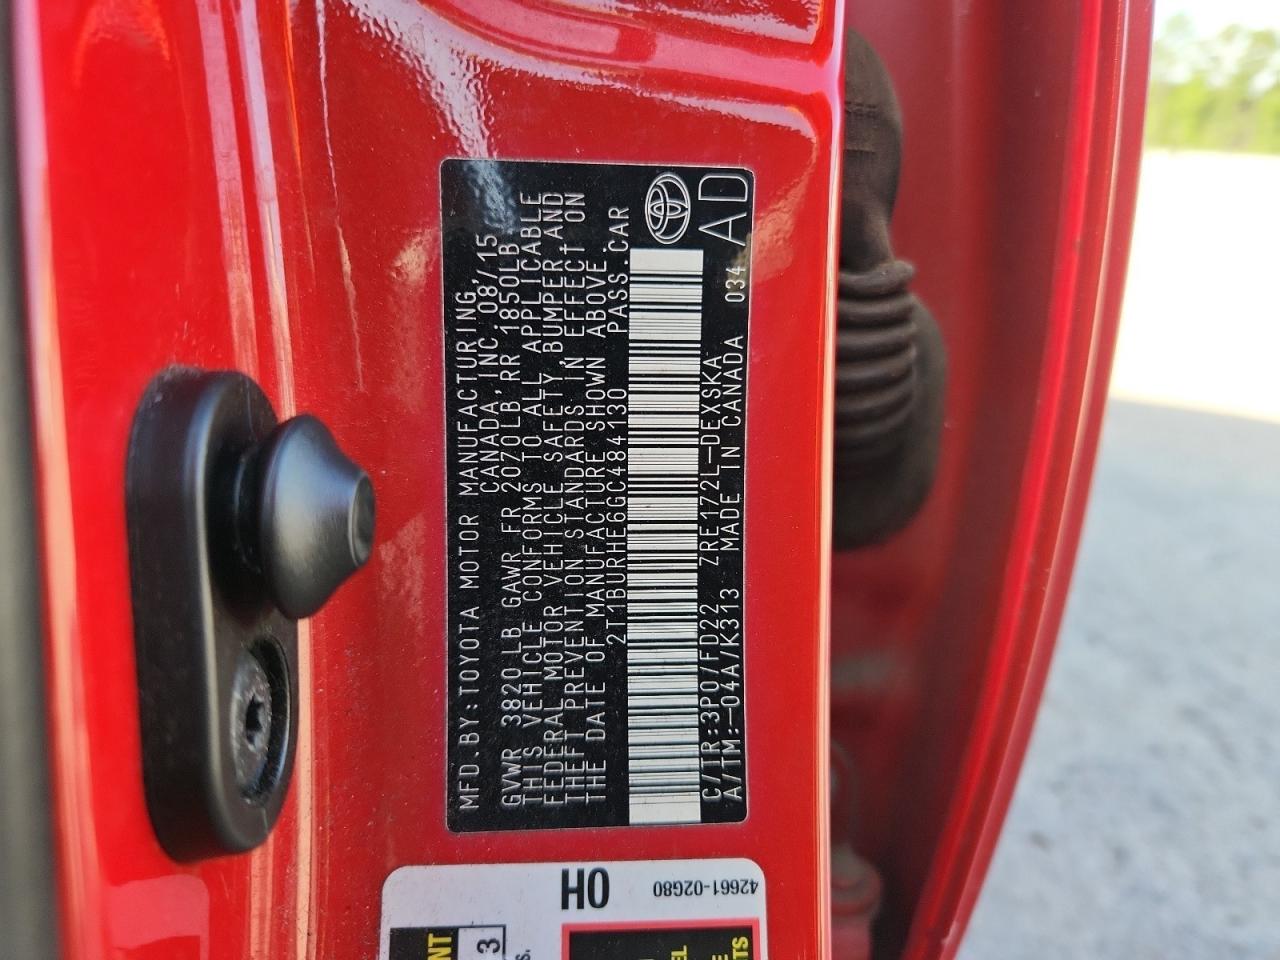 MFD.BY:TOYOTA MOTOR MANUFACTURING
CANADA,INC. 08/15
GVWR 3820LB GAWR FR 2070LB,RR 1850LB
THIS VEHICLE CONFORMS TO ALL APPLICABLE
FEDERAL MOTOR VEHICLE SAFETY,BUMPER,AND
THEFT PREVENTION STANDARDS IN EFFECT ON
THE DATE OF MANUFACTURE SHOWN ABOVE.
2T1BURHE6GC484130 PASS.CAR
C/TR:3P0/FD22 ZRE172L-DEXSKA
A/TM:-04A/K313 MADE IN CANADA 034 AD
0H
42661-02G80
NT
3